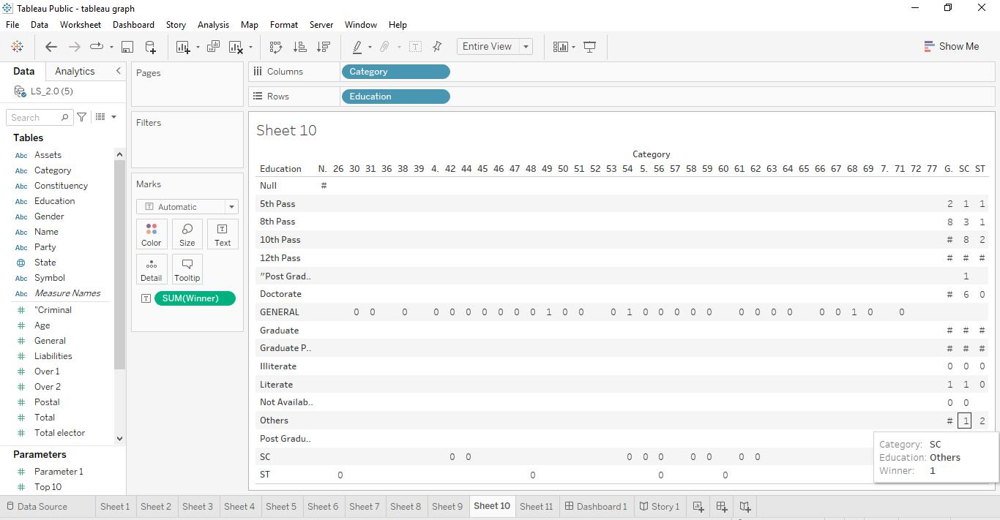 Tableau Public - tableau graph
File Data Worksheet Dashboard Story Analysis Map Format Server Window Help
Entire View
Show Me
Data Analytics
LS_2.0 (5)
Search
Tables
Abc Assets
Abc Category
Abc Constituency
Abc Education
Abc Gender
Abc Name
Abc Party
State
Abc Symbol
Abc Measure Names
# "Criminal
# Age
# General
# Liabilities
# Over 1
# Over 2
# Postal
# Total
# Total elector
Parameters
# Parameter 1
# Top 10
Pages
Filters
Marks
T Automatic
Color Size Text
Detail Tooltip
T SUM(Winner)
Columns Category
Rows Education
Sheet 10
Category
Education N. 26 30 31 36 38 39 4. 42 44 45 46 47 48 49 50 51 52 53 54 5. 56 57 58 59 60 61 62 63 64 65 66 67 68 69 7. 71 72 77 G. SC ST
Null #
5th Pass 2 1 1
8th Pass 8 3 1
10th Pass # 8 2
12th Pass # # #
"Post Grad.. 1
Doctorate # 6 0
GENERAL 0 0 0 0 0 0 0 0 0 0 1 0 0 0 1 0 0 0 0 0 0 0 0 0 0 0 1 0 0
Graduate # # #
Graduate P.. # # #
Illiterate 0 0 0
Literate 1 1 0
Not Availab.. 0 0
Others # 1 2
Post Gradu..
SC 0 0 0 0 0 0 0 0 0
ST 0 0 0 0
Category: SC
Education: Others
Winner: 1
Data Source Sheet 1 Sheet 2 Sheet 3 Sheet 4 Sheet 5 Sheet 6 Sheet 7 Sheet 8 Sheet 9 Sheet 10 Sheet 11 Dashboard 1 Story 1